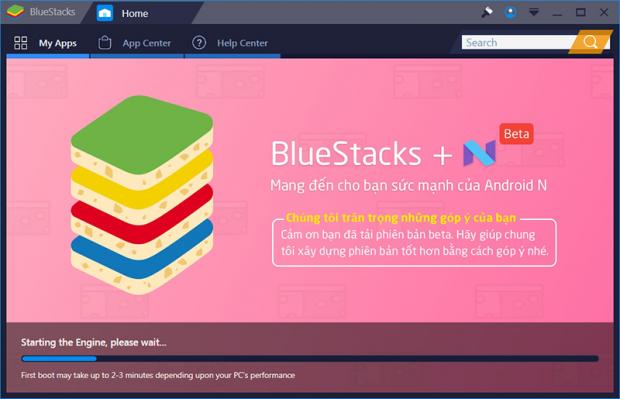 BlueStacks
Home
My Apps
App Center
Help Center
Search
BlueStacks + N
Beta
Mang đến cho bạn sức mạnh của Android N
Chúng tôi trân trọng những góp ý của bạn
Cảm ơn bạn đã tải phiên bản beta. Hãy giúp chung
tôi xây dựng phiên bản tốt hơn bằng cách góp ý nhé.
Starting the Engine, please wait...
First boot may take up to 2-3 minutes depending upon your PC's performance